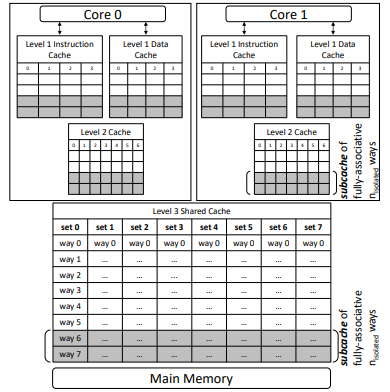 Core 0
Core 1
Level 1 Instruction
Cache
Level 1 Data
Cache
Level 1 Instruction
Cache
Level 1 Data
Cache
0 1 2 3
0 1 2 3
0 1 2 3
0 1 2 3
Level 2 Cache
0 1 2 3 4 5 6
Level 2 Cache
0 1 2 3 4 5 6
subcache of
fully-associative
nisolated ways
Level 3 Shared Cache
set 0 set 1 set 2 set 3 set 4 set 5 set 6 set 7
way 0 way 0 way 0 way 0 way 0 way 0 way 0 way 0
way 1 ... ... ... ... ... ... ...
way 2 ... ... ... ... ... ... ...
way 3 ... ... ... ... ... ... ...
way 4 ... ... ... ... ... ... ...
way 5 ... ... ... ... ... ... ...
way 6 ... ... ... ... ... ... ...
way 7 ... ... ... ... ... ... ...
subcache of
fully-associative
nisolated ways
Main Memory